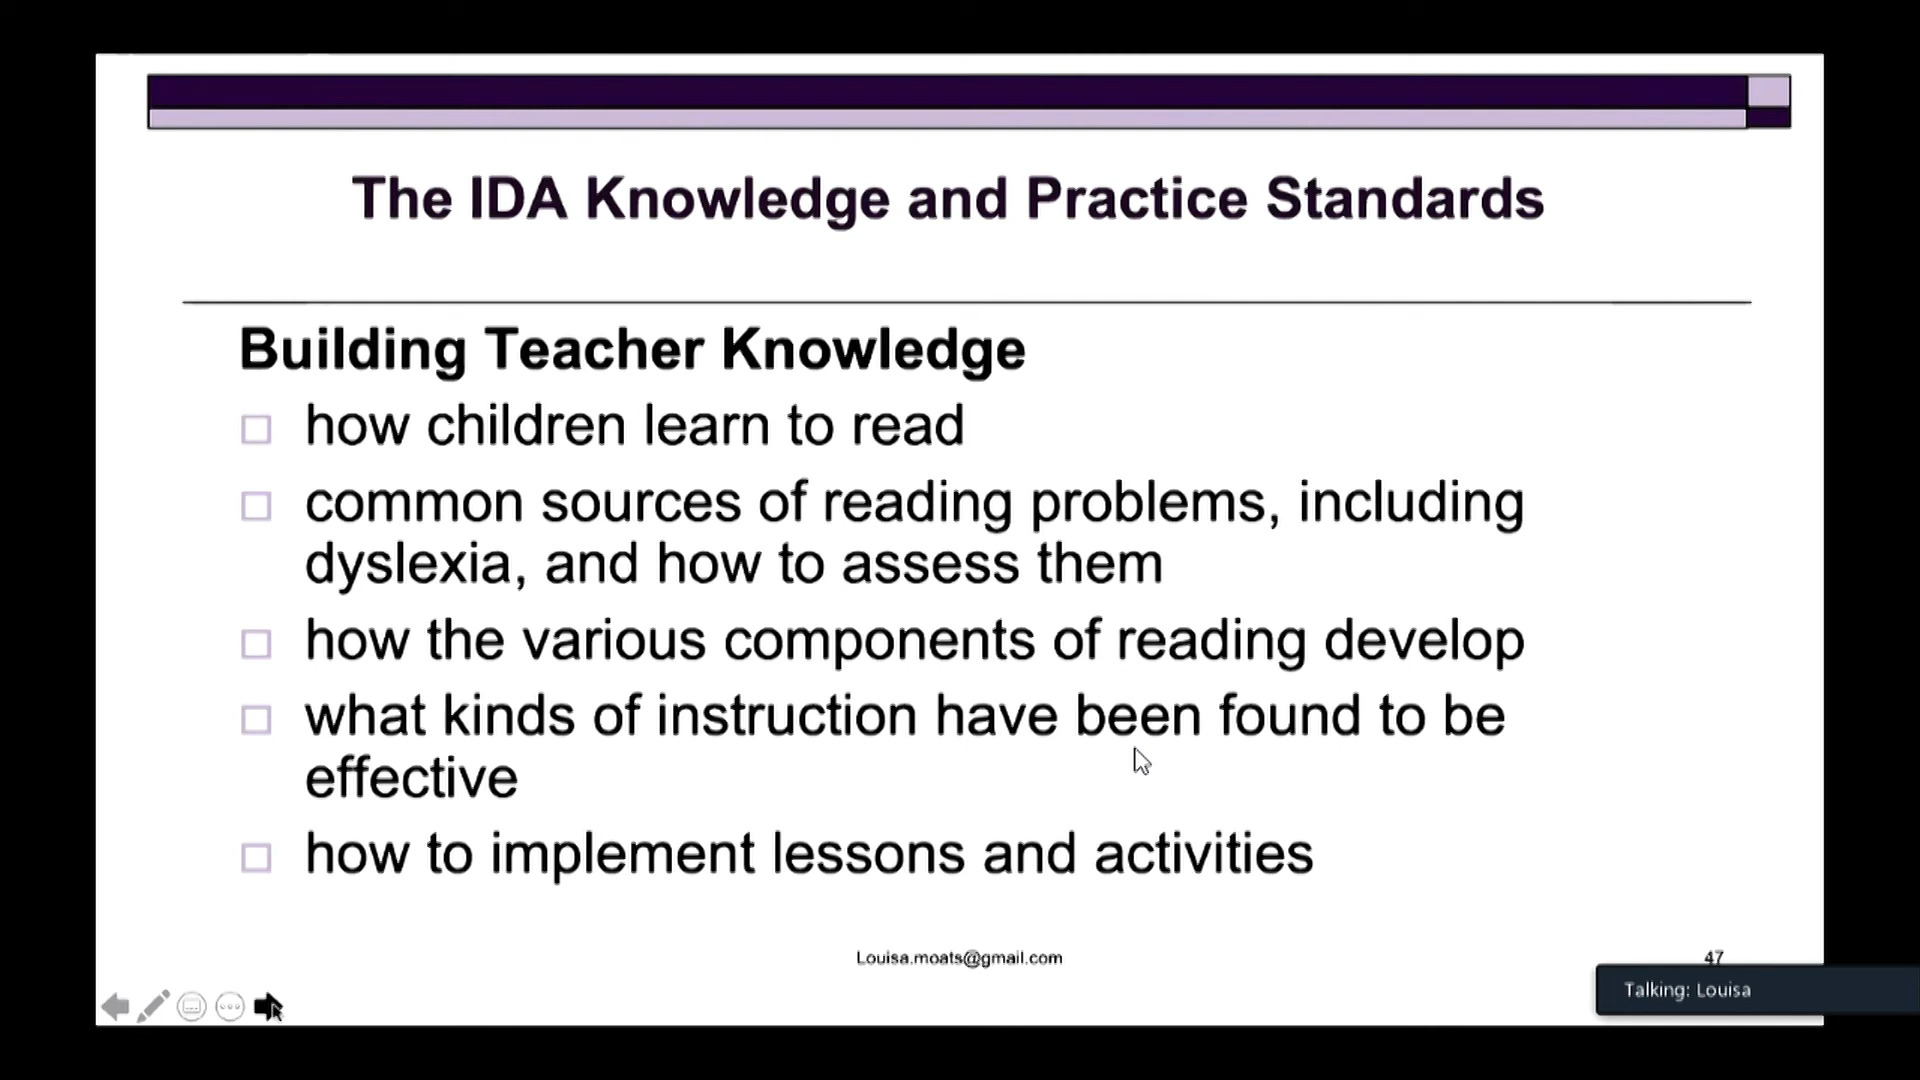 The IDA Knowledge and Practice Standards
Building Teacher Knowledge
how children learn to read
common sources of reading problems, including
dyslexia, and how to assess them
how the various components of reading develop
what kinds of instruction have been found to be
effective
how to implement lessons and activities
Louisa.moats@gmail.com
47
Talking: Louisa